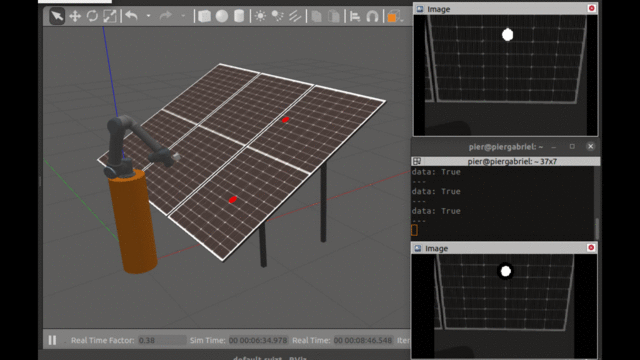 Image
pier@piergabriel: ~
pier@piergabriel: ~ 37x7
data: True
---
data: True
---
data: True
---
Image
Real Time Factor: 0.38 Sim Time: 00 00:06:34.979 Real Time: 00 00:08:46.548 Iter